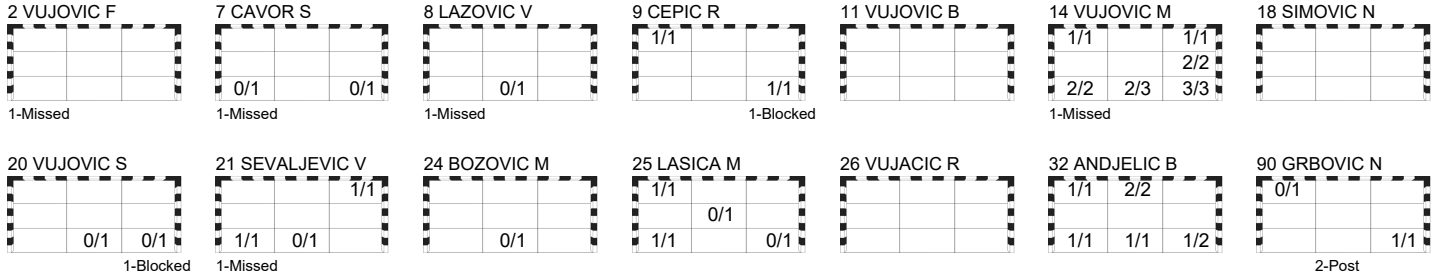 2 VUJOVIC F 7 CAVOR S 8 LAZOVIC V 9 CEPIC R 11 VUJOVIC B 14 VUJOVIC M 18 SIMOVIC N
1/1 1/1 1/1
2/2
0/1 0/1 0/1 1/1 2/2 2/3 3/3
1-Missed 1-Missed 1-Missed 1-Blocked 1-Missed
20 VUJOVIC S 21 SEVALJEVIC V 24 BOZOVIC M 25 LASICA M 26 VUJACIC R 32 ANDJELIC B 90 GRBOVIC N
1/1 1/1 1/1 2/2 0/1
0/1
0/1 0/1 1/1 0/1 0/1 1/1 0/1 1/1 1/1 1/2 1/1
1-Blocked 1-Missed 2-Post